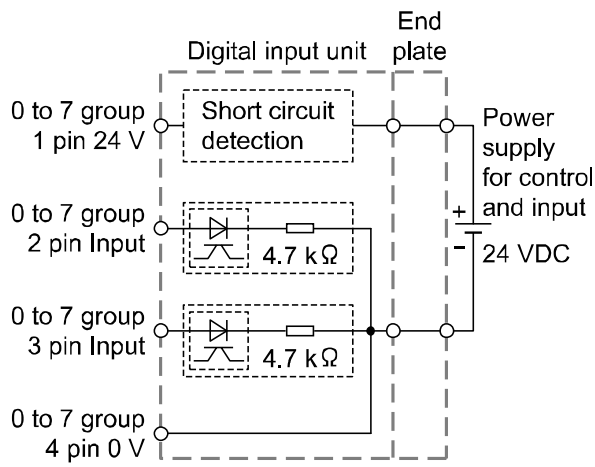 End
plate
Digital input unit
0 to 7 group
1 pin 24 V
Short circuit
detection
Power
supply
for control
and input
+
−
24 VDC
0 to 7 group
2 pin Input
4.7 kΩ
0 to 7 group
3 pin Input
4.7 kΩ
0 to 7 group
4 pin 0 V